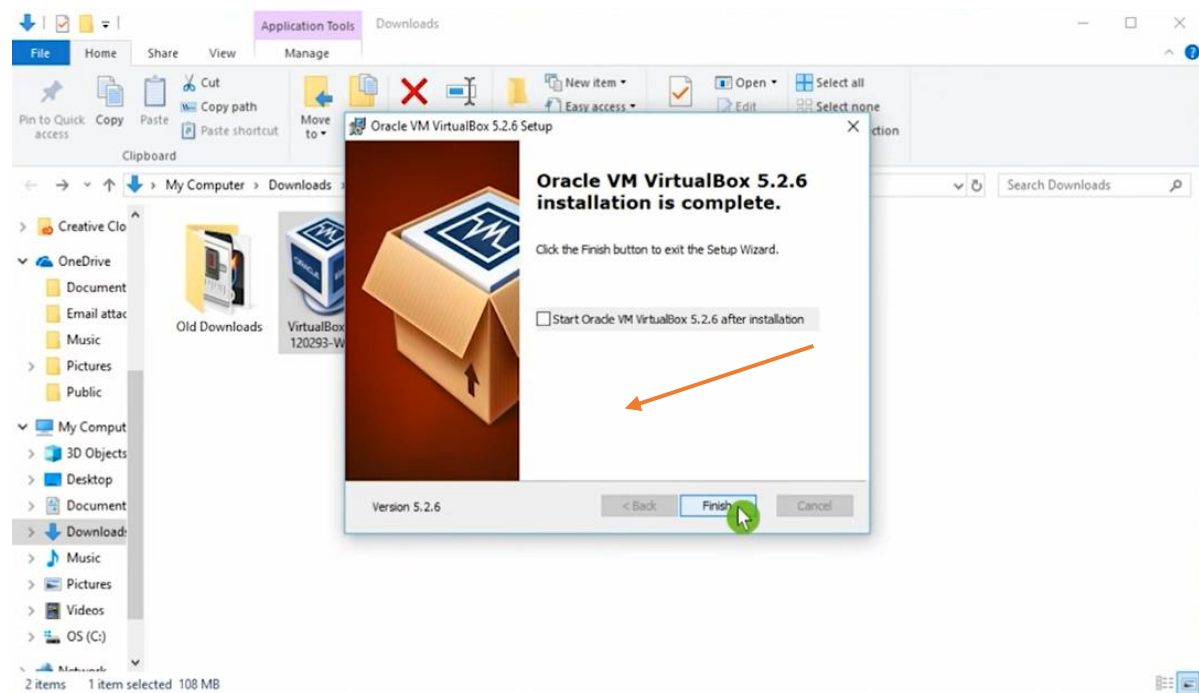 Application Tools
Downloads
File
Home
Share
View
Manage
Pin to Quick access
Copy
Paste
Cut
Copy path
Paste shortcut
Move to
New item
Easy access
Open
Edit
Select all
Select none
ction
Clipboard
My Computer > Downloads
Search Downloads
Creative Clo
OneDrive
Document
Email attac
Music
Pictures
Public
My Comput
3D Objects
Desktop
Document
Download
Music
Pictures
Videos
OS (C:)
Network
Old Downloads
VirtualBox
120293-W
Oracle VM VirtualBox 5.2.6 Setup
Oracle VM VirtualBox 5.2.6
installation is complete.
Click the Finish button to exit the Setup Wizard.
Start Oracle VM VirtualBox 5.2.6 after installation
Version 5.2.6
< Back
Finish
Cancel
2 items
1 item selected 108 MB